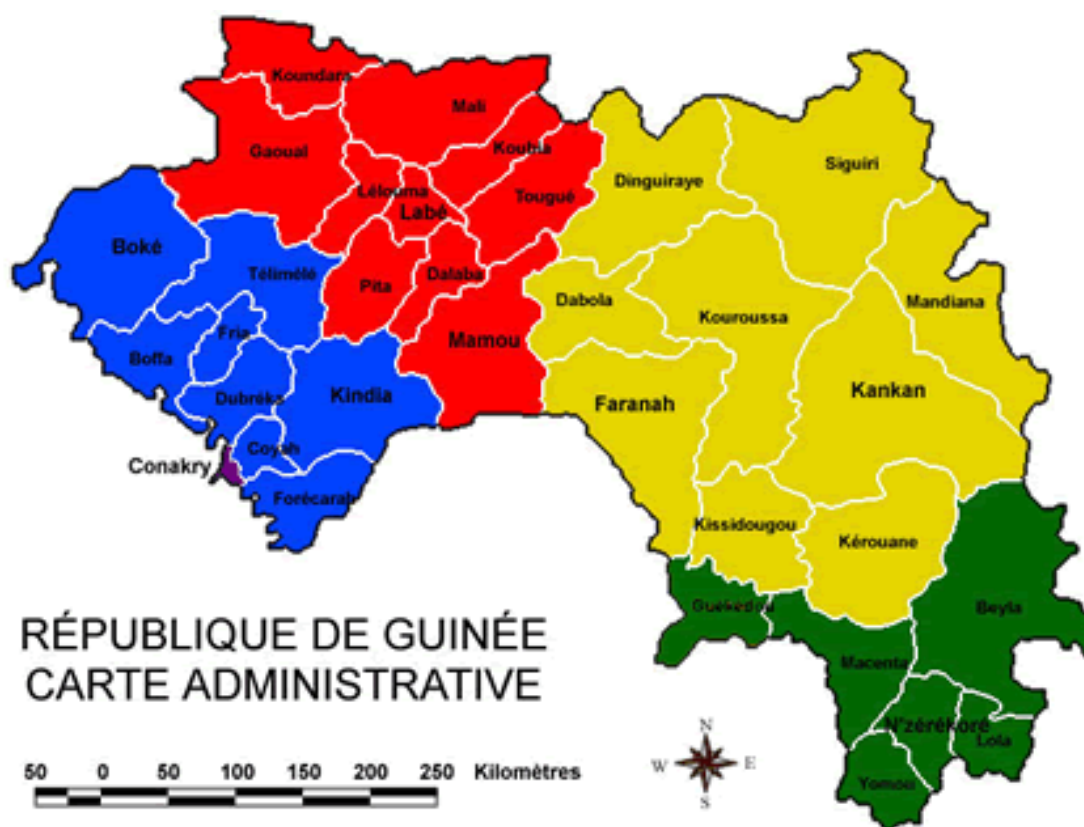 Koundara
Mali
Gaoual
Koubia
Siguiri
Lélouma
Dinguiraye
Tougué
Labé
Boké
Télimélé
Pita
Dalaba
Dabola
Mandiana
Kouroussa
Fria
Boffa
Mamou
Dubréka
Kindia
Faranah
Kankan
Coyah
Conakry
Forécarah
Kissidougou
Kérouane
Guékédou
Beyla
RÉPUBLIQUE DE GUINÉE
CARTE ADMINISTRATIVE
Macenta
N'zérékoré
Lola
Yomou
N
W E
S
50 0 50 100 150 200 250 Kilomètres